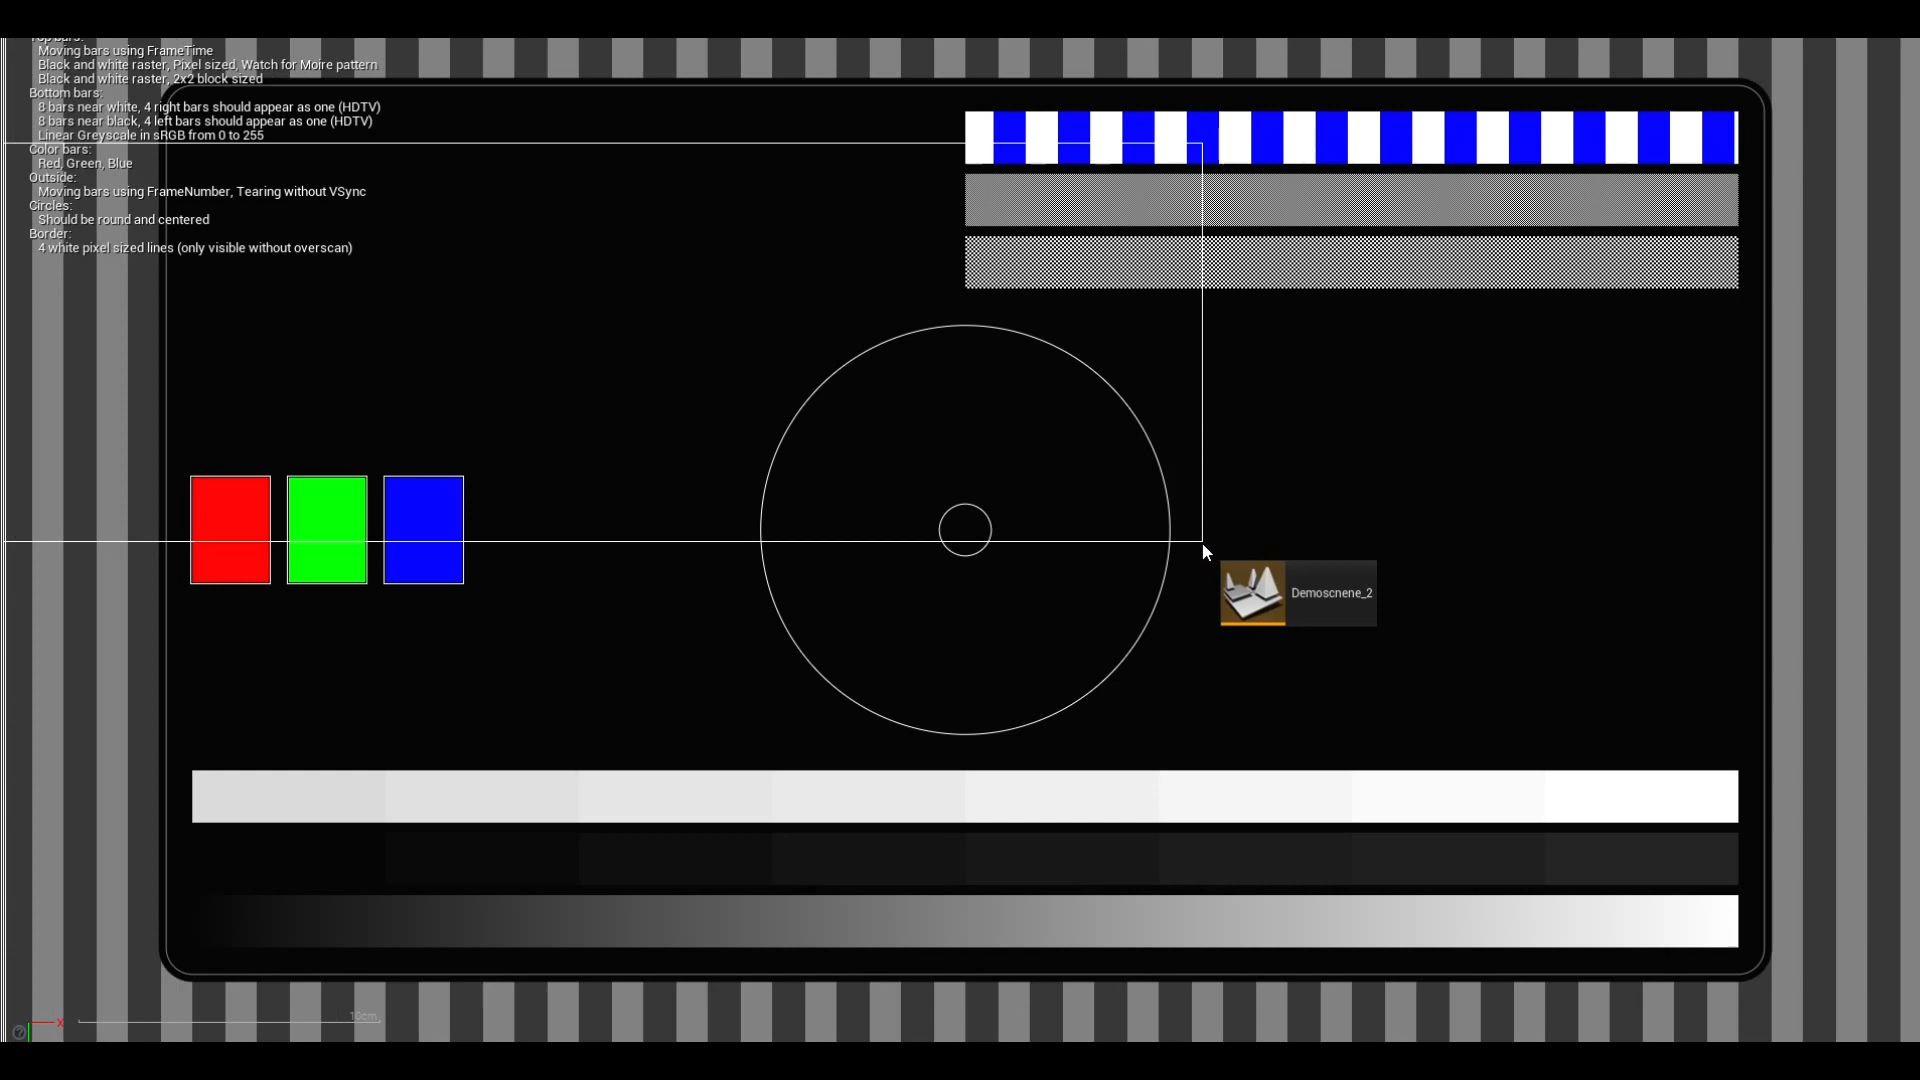 Top bars:
Moving bars using FrameTime
Black and white raster, Pixel sized, Watch for Moire pattern
Black and white raster, 2x2 block sized
Bottom bars:
8 bars near white, 4 right bars should appear as one (HDTV)
8 bars near black, 4 left bars should appear as one (HDTV)
Linear Greyscale in sRGB from 0 to 255
Color bars:
Red, Green, Blue
Outside:
Moving bars using FrameNumber, Tearing without VSync
Circles:
Should be round and centered
Border:
4 white pixel sized lines (only visible without overscan)
Demoscnene_2
10cm
X
?